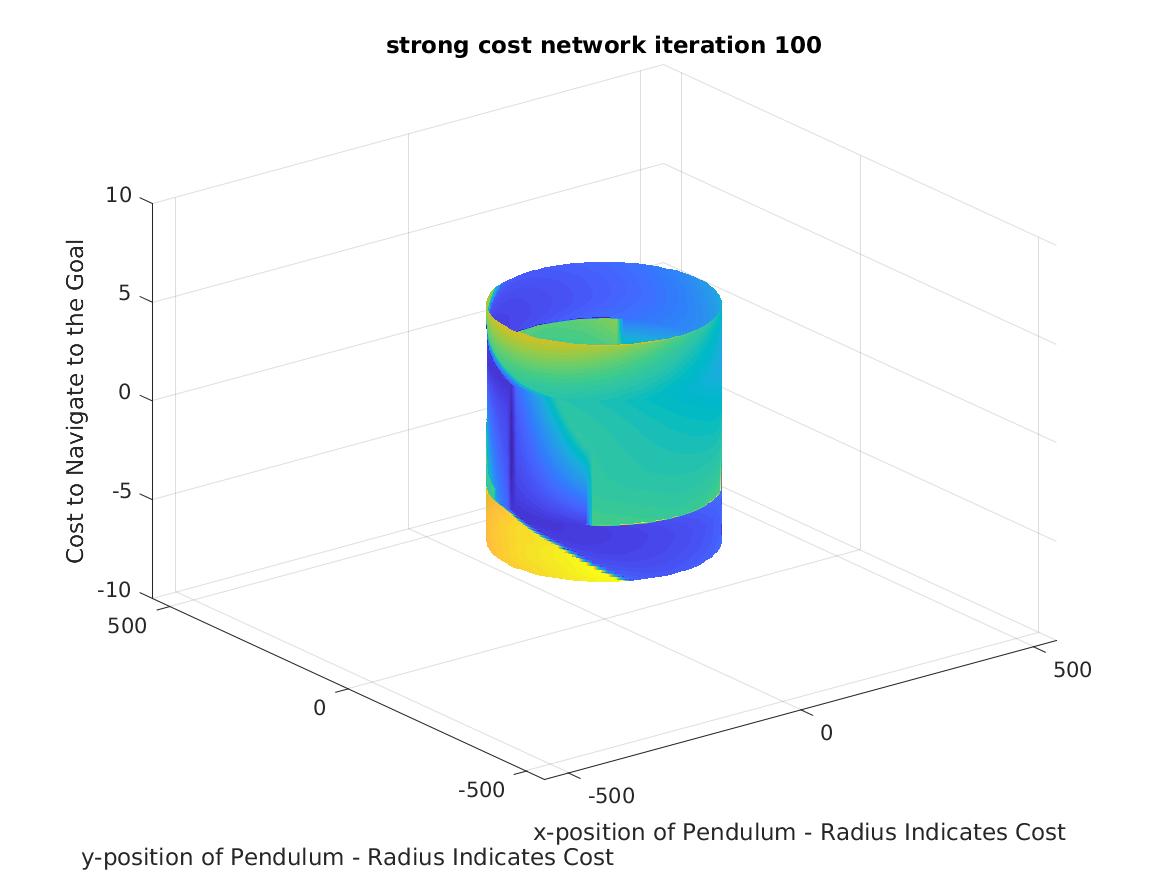 strong cost network iteration 100
Cost to Navigate to the Goal
10
5
0
-5
-10
500
0
-500
-500
0
500
x-position of Pendulum - Radius Indicates Cost
y-position of Pendulum - Radius Indicates Cost